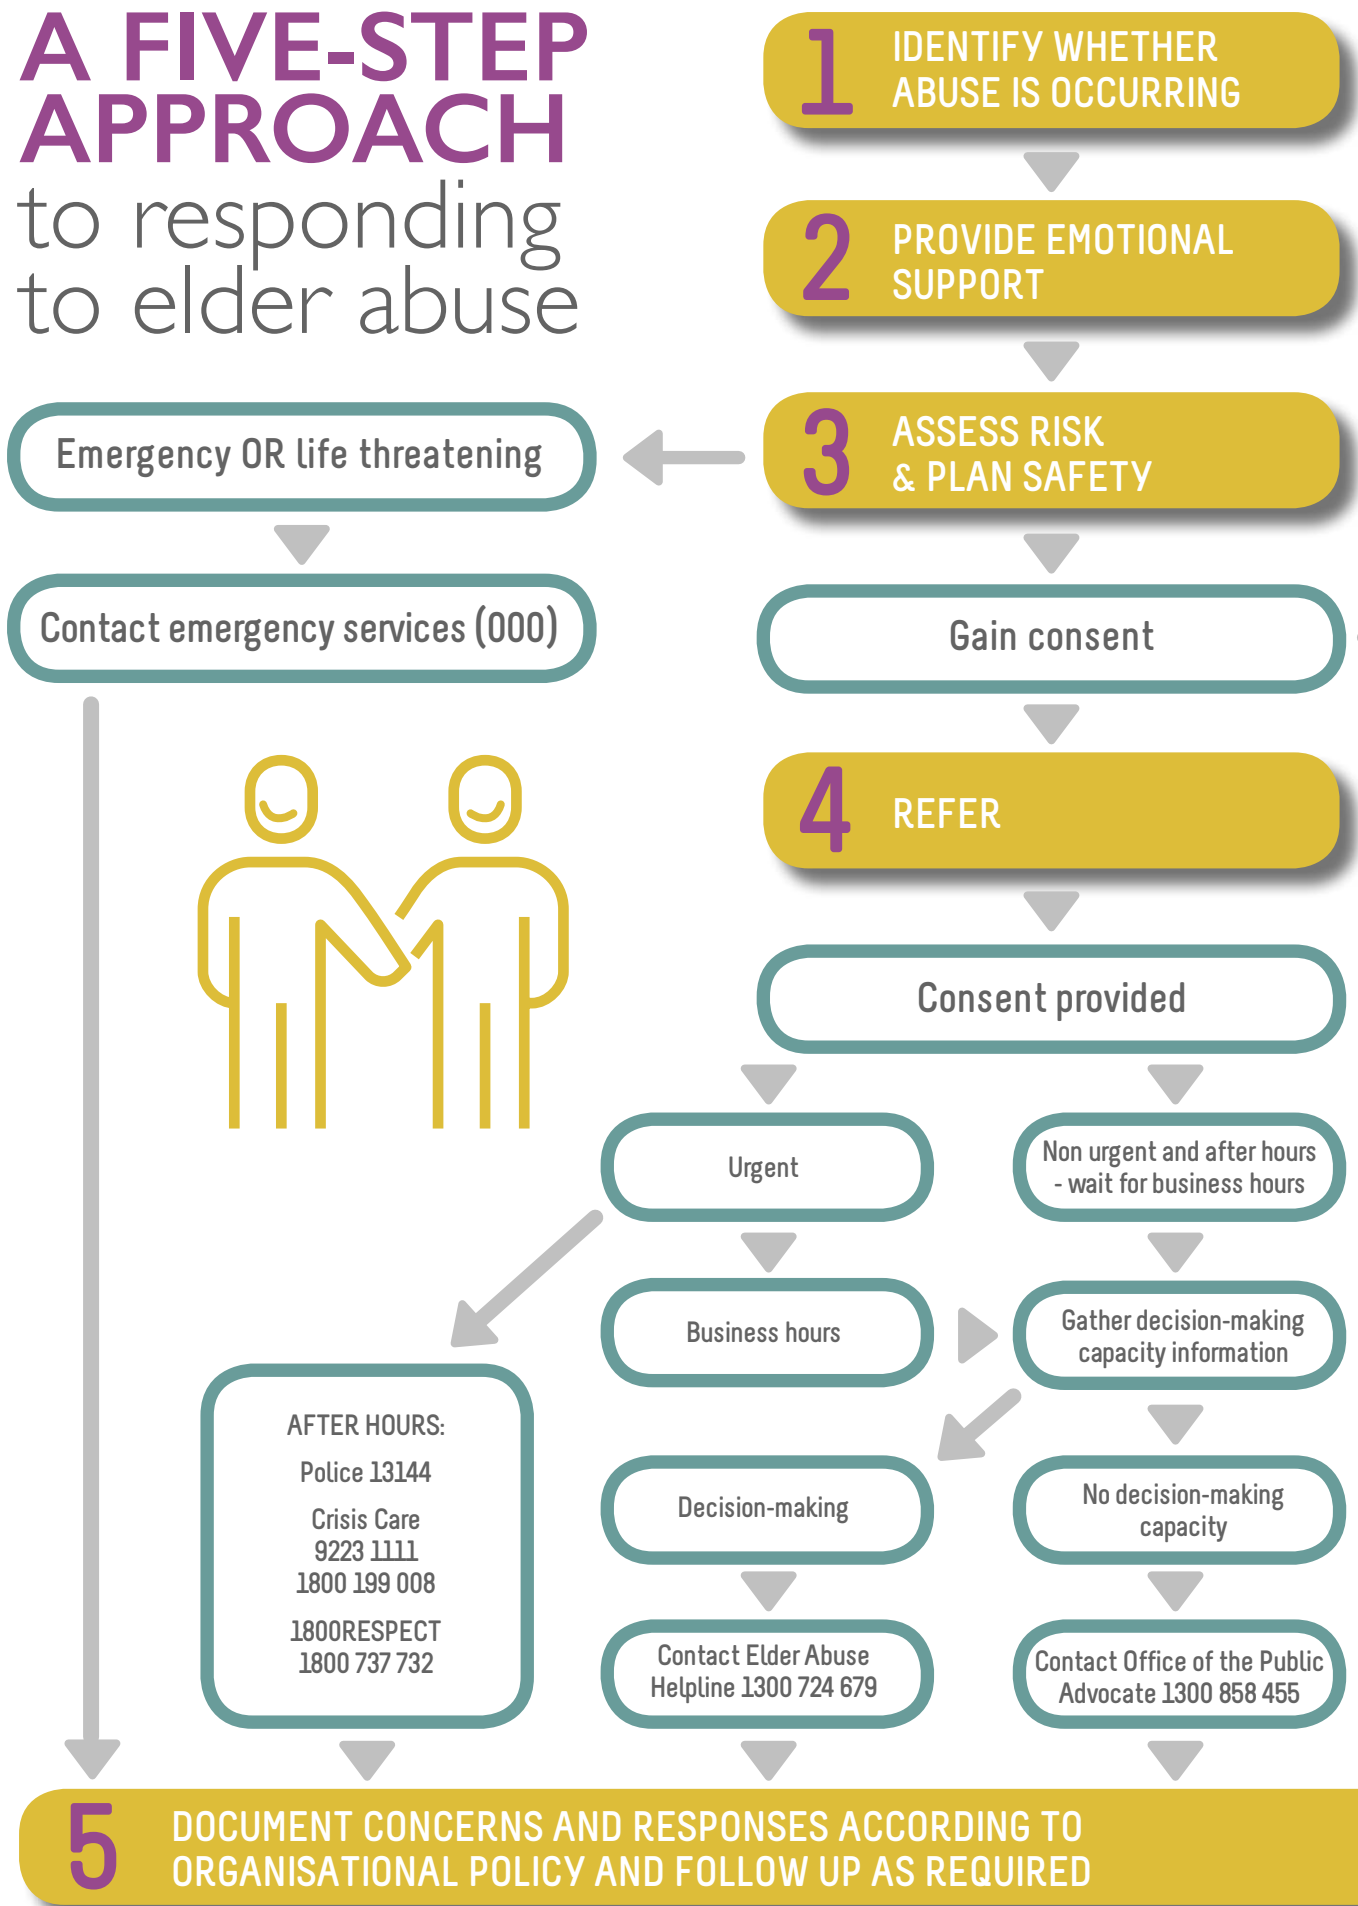 A FIVE-STEP
APPROACH
to responding
to elder abuse
1
IDENTIFY WHETHER
ABUSE IS OCCURRING
2
PROVIDE EMOTIONAL
SUPPORT
3
ASSESS RISK
& PLAN SAFETY
Emergency OR life threatening
Contact emergency services (000)
Gain consent
4
REFER
Consent provided
Urgent
Non urgent and after hours
- wait for business hours
Business hours
Gather decision-making
capacity information
AFTER HOURS:
Police 13144
Crisis Care
9223 1111
1800 199 008
1800RESPECT
1800 737 732
Decision-making
No decision-making
capacity
Contact Elder Abuse
Helpline 1300 724 679
Contact Office of the Public
Advocate 1300 858 455
5
DOCUMENT CONCERNS AND RESPONSES ACCORDING TO
ORGANISATIONAL POLICY AND FOLLOW UP AS REQUIRED